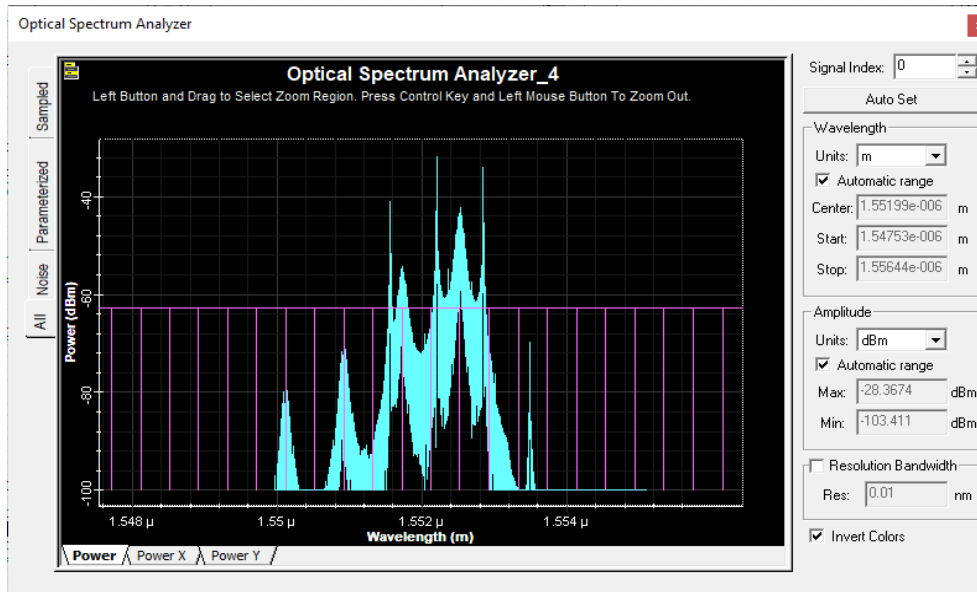 Optical Spectrum Analyzer
Sampled
Parameterized
Noise
All
Optical Spectrum Analyzer_4
Left Button and Drag to Select Zoom Region. Press Control Key and Left Mouse Button To Zoom Out.
Power (dBm)
-40
-60
-80
-100
1.548 µ
1.55 µ
1.552 µ
1.554 µ
Wavelength (m)
Power
Power X
Power Y
Signal Index: 0
Auto Set
Wavelength
Units: m
Automatic range
Center: 1.55199e-006 m
Start: 1.54753e-006 m
Stop: 1.55644e-006 m
Amplitude
Units: dBm
Automatic range
Max: -28.3674 dBm
Min: -103.411 dBm
Resolution Bandwidth
Res: 0.01 nm
Invert Colors